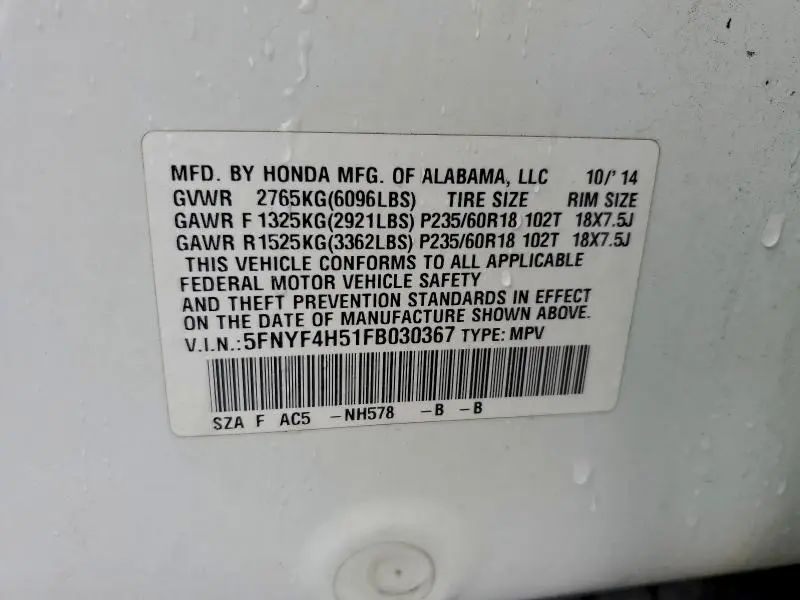 MFD. BY HONDA MFG. OF ALABAMA, LLC 10/'14
GVWR 2765KG(6096LBS) TIRE SIZE RIM SIZE
GAWR F 1325KG(2921LBS) P235/60R18 102T 18X7.5J
GAWR R 1525KG(3362LBS) P235/60R18 102T 18X7.5J
THIS VEHICLE CONFORMS TO ALL APPLICABLE
FEDERAL MOTOR VEHICLE SAFETY
AND THEFT PREVENTION STANDARDS IN EFFECT
ON THE DATE OF MANUFACTURE SHOWN ABOVE.
V.I.N.:5FNYF4H51FB030367 TYPE: MPV
SZA F AC5 -NH578 -B -B